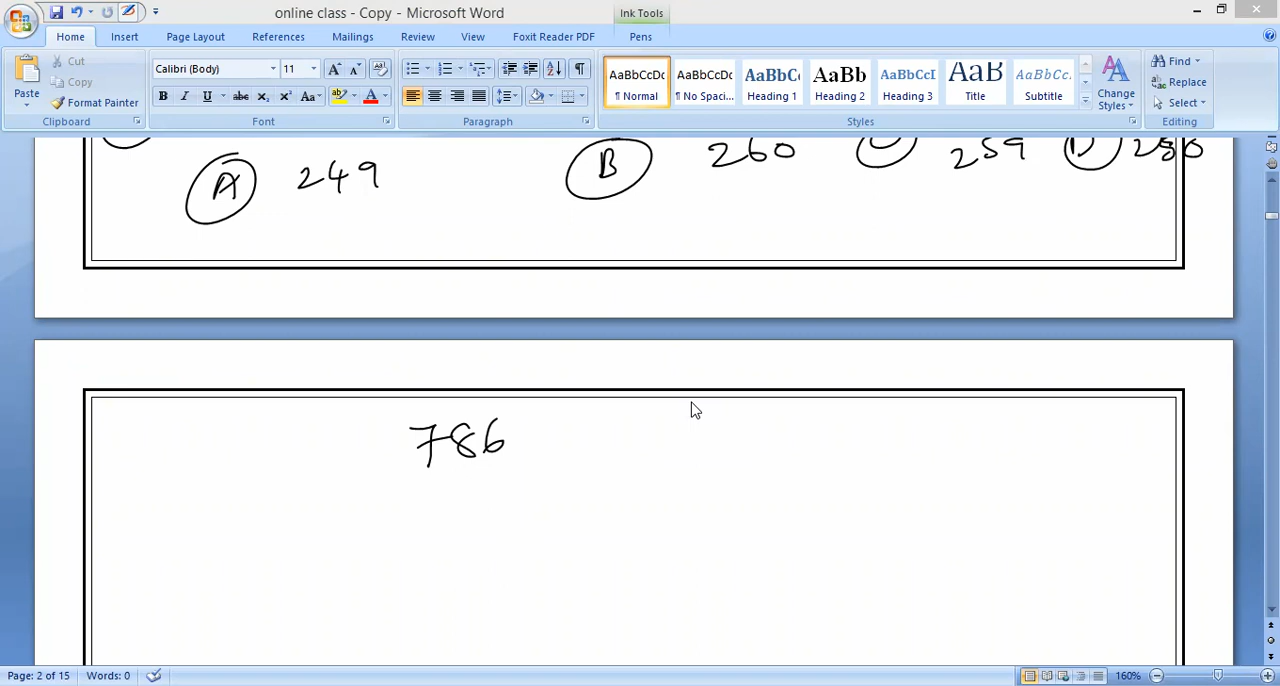 online class - Copy - Microsoft Word
Ink Tools
Home Insert Page Layout References Mailings Review View Foxit Reader PDF Pens
Paste
Cut
Copy
Format Painter
Clipboard
Calibri (Body) 11
Font
Paragraph
AaBbCcDc
¶ Normal
AaBbCcDc
¶ No Spaci...
AaBbC
Heading 1
AaBb
Heading 2
AaBbCcI
Heading 3
AaB
Title
AaBbCc.
Subtitle
Change
Styles
Styles
Find
Replace
Select
Editing
A 249 B 260 259 D
786
Page: 2 of 15 Words: 0 160%